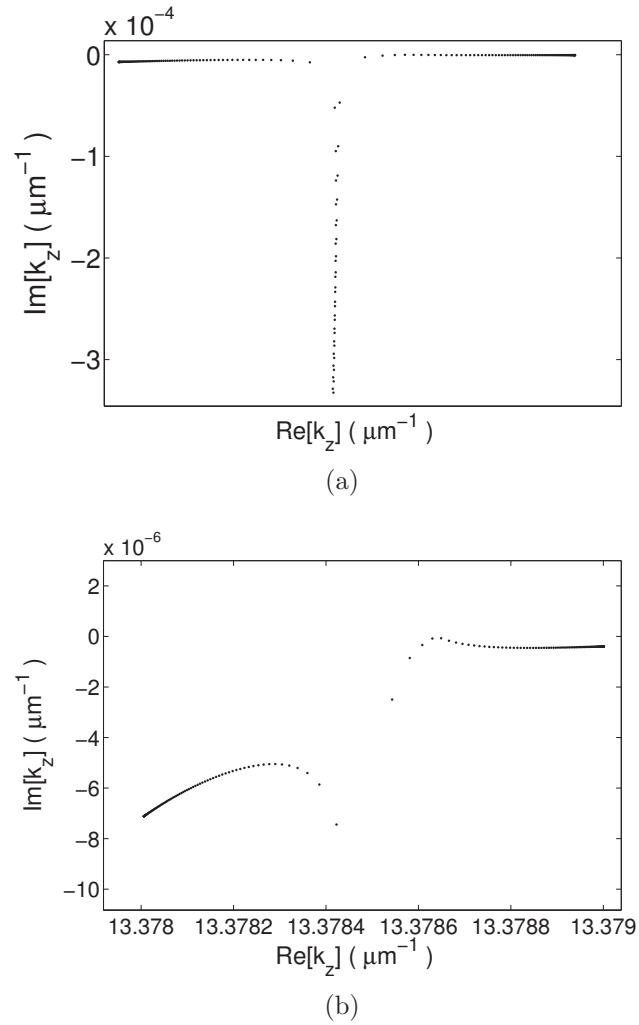 x 10⁻⁴
0
−1
−2
−3
Im[k_z] ( μm⁻¹ )
Re[k_z] ( μm⁻¹ )
(a)
x 10⁻⁶
2
0
−2
−4
−6
−8
−10
Im[k_z] ( μm⁻¹ )
13.378 13.3782 13.3784 13.3786 13.3788 13.379
Re[k_z] ( μm⁻¹ )
(b)